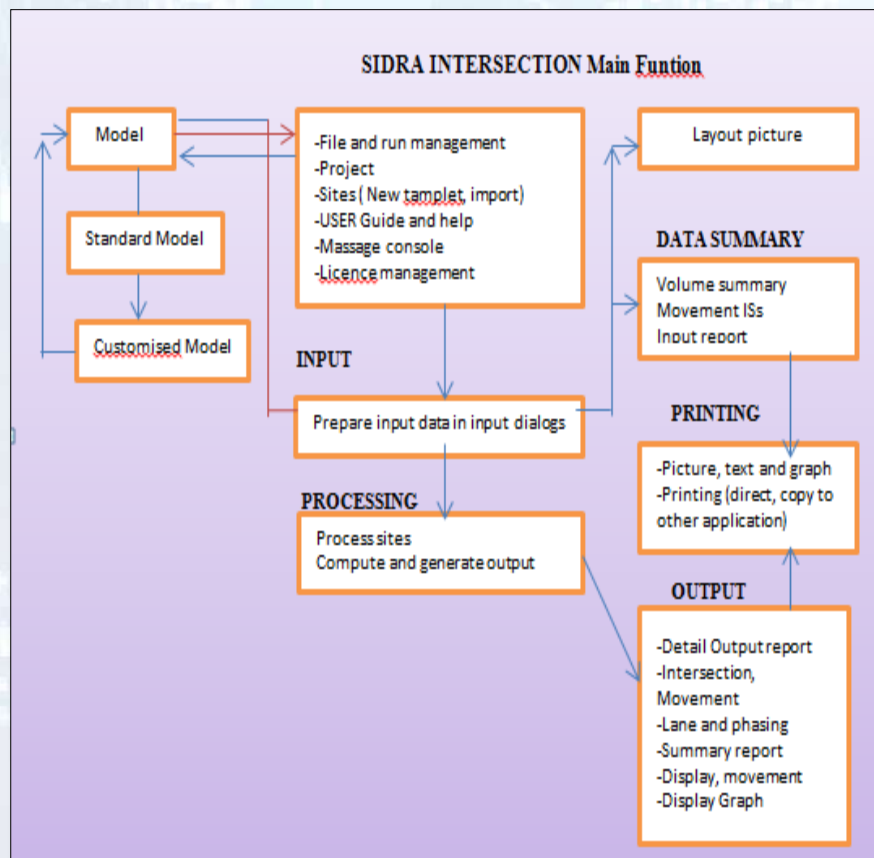 SIDRA INTERSECTION Main Funtion
Model
Standard Model
Customised Model
-File and run management
-Project
-Sites ( New tamplet, import)
-USER Guide and help
-Massage console
-Licence management
INPUT
Prepare input data in input dialogs
PROCESSING
Process sites
Compute and generate output
Layout picture
DATA SUMMARY
Volume summary
Movement ISs
Input report
PRINTING
-Picture, text and graph
-Printing (direct, copy to
other application)
OUTPUT
-Detail Output report
-Intersection,
Movement
-Lane and phasing
-Summary report
-Display, movement
-Display Graph